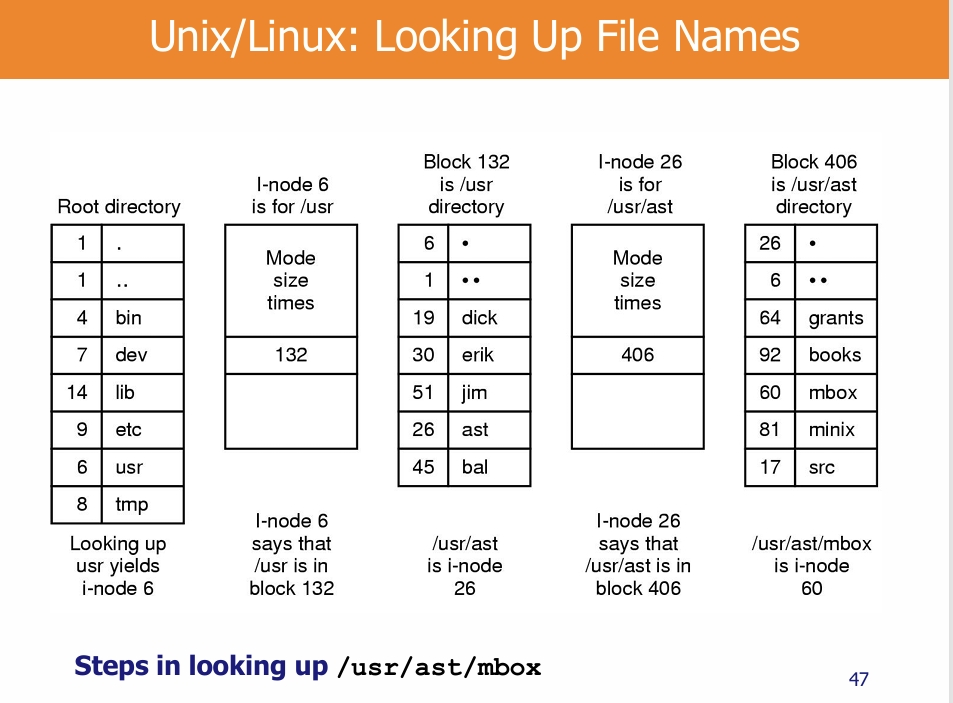 Unix/Linux: Looking Up File Names
Root directory
1 .
1 ..
4 bin
7 dev
14 lib
9 etc
6 usr
8 tmp
Looking up
usr yields
i-node 6
I-node 6
is for /usr
Mode
size
times
132
I-node 6
says that
/usr is in
block 132
Block 132
is /usr
directory
6 •
1 ••
19 dick
30 erik
51 jim
26 ast
45 bal
/usr/ast
is i-node
26
I-node 26
is for
/usr/ast
Mode
size
times
406
I-node 26
says that
/usr/ast is in
block 406
Block 406
is /usr/ast
directory
26 •
6 ••
64 grants
92 books
60 mbox
81 minix
17 src
/usr/ast/mbox
is i-node
60
Steps in looking up /usr/ast/mbox
47